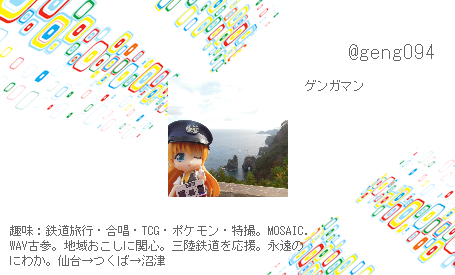 @geng094
ゲンガマン
趣味：鉄道旅行・合唱・TCG・ポケモン・特撮。MOSAIC.
WAV古参。地域おこしに関心。三陸鉄道を応援。永遠の
にわか。仙台→つくば→沼津